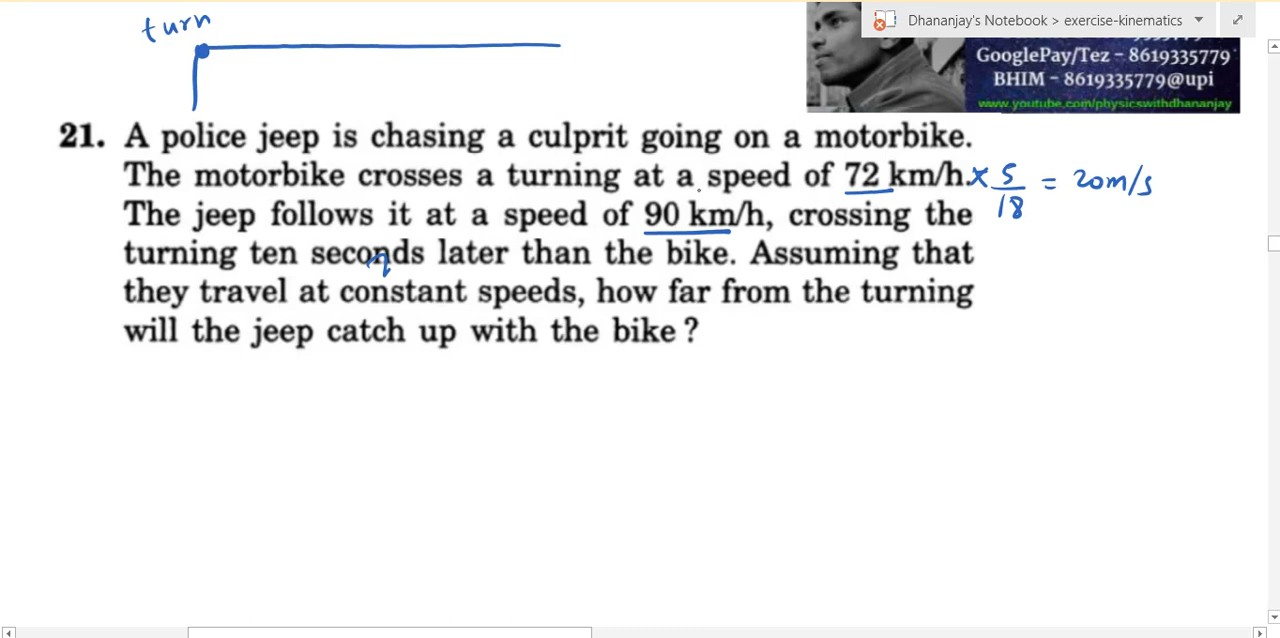 turn
Dhananjay's Notebook > exercise-kinematics
GooglePay/Tez - 8619335779
BHIM - 8619335779@upi
www.youtube.com/physicswithdhananjay
21. A police jeep is chasing a culprit going on a motorbike.
The motorbike crosses a turning at a speed of 72 km/h. × 5/18 = 20m/s
The jeep follows it at a speed of 90 km/h, crossing the
turning ten seconds later than the bike. Assuming that
they travel at constant speeds, how far from the turning
will the jeep catch up with the bike ?